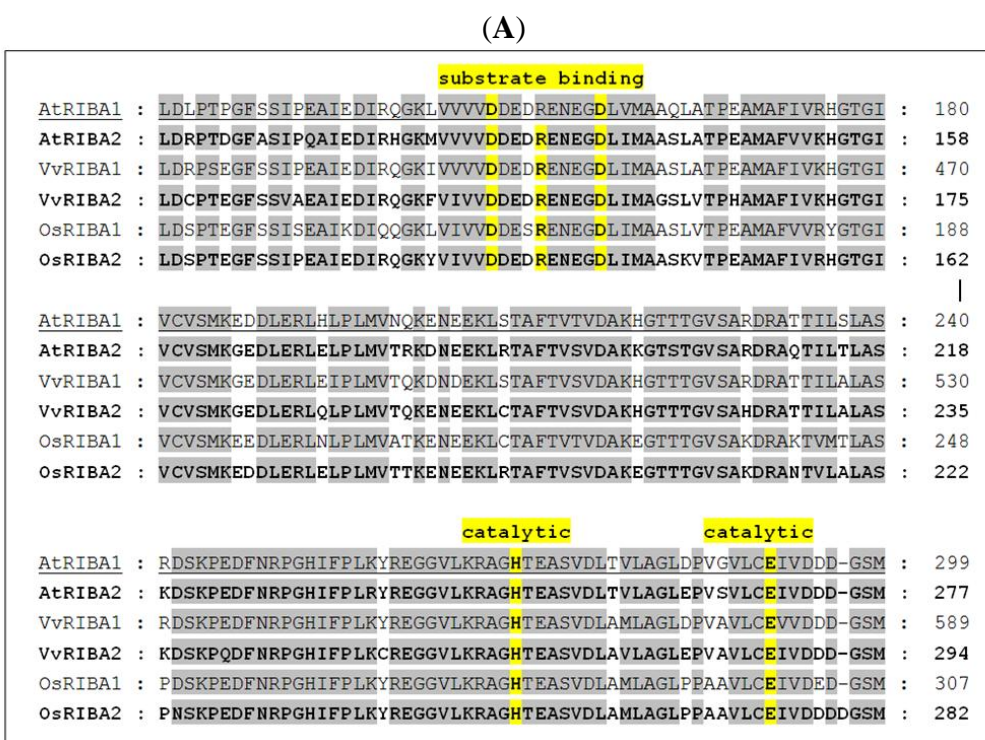 (A)
substrate binding
AtRIBA1 : LDLPTPGFSSIPEAIEDIRQGKLVVVVDDEDRENEGDLVMAAQLATPEAMAFIVRHGTGI : 180
AtRIBA2 : LDRPTDGFASIPQAIEDIRHGKMVVVVDDEDRENEGDLIMAASLATPEAMAFVVKHGTGI : 158
VvRIBA1 : LDRPSEGFSSIPEAIEDIRQGKIVVVVDDEDRENEGDLIMAASLATPEAMAFIVKHGTGI : 470
VvRIBA2 : LDCPTEGFSSVAEAIEDIRQGKFVIVVDDEDRENEGDLIMAGSLVTPHAMAFIVRHGTGI : 175
OsRIBA1 : LDSPTEGFSSISEAIKDIQQGKLVIVVDDESRENEGDLIMAASLVTPEAMAFVVRYGTGI : 188
OsRIBA2 : LDSPTEGFSSIPEAIEDIRQGKYVIVVDDEDRENEGDLIMAASKVTPEAMAFIVRHGTGI : 162
|
AtRIBA1 : VCVSMKEDDLERLHLPLMVNQKENEEKLSTAFTVTVDAKHGTTTGVSARDRATTILSLAS : 240
AtRIBA2 : VCVSMKGEDLERLELPLMVTRKDNEEKLRTAFTVSVDAKKGTSTGVSARDRAQTILTLAS : 218
VvRIBA1 : VCVSMKGEDLERLEIPLMVTQKDNDEKLSTAFTVSVDAKHGTTTGVSARDRATTILALAS : 530
VvRIBA2 : VCVSMKGEDLERLQLPLMVTQKENEEKLCTAFTVSVDAKHGTTTGVSAHDRATTILALAS : 235
OsRIBA1 : VCVSMKEEDLERLNLPLMVATKENEEKLCTAFTVTVDAKEGTTTGVSAKDRAKTVMTLAS : 248
OsRIBA2 : VCVSMKEDDLERLELPLMVTTKENEEKLRTAFTVSVDAKEGTTTGVSAKDRANTVLALAS : 222
catalytic catalytic
AtRIBA1 : RDSKPEDFNRPGHIFPLKYREGGVLKRAGHTEASVDLTVLAGLDPVGVLCEIVDDD-GSM : 299
AtRIBA2 : KDSKPEDFNRPGHIFPLRYREGGVLKRAGHTEASVDLTVLAGLEPVSVLCEIVDDD-GSM : 277
VvRIBA1 : RDSKPEDFNRPGHIFPLKYREGGVLKRAGHTEASVDLAMLAGLDPVAVLCEVVDDD-GSM : 589
VvRIBA2 : KDSKPQDFNRPGHIFPLKCREGGVLKRAGHTEASVDLAVLAGLEPVAVLCEIVDDD-GSM : 294
OsRIBA1 : PDSKPEDFNRPGHIFPLKYREGGVLKRAGHTEASVDLAMLAGLPPAAVLCEIVDED-GSM : 307
OsRIBA2 : PNSKPEDFNRPGHIFPLKYREGGVLKRAGHTEASVDLAMLAGLPPAAVLCEIVDDDDGSM : 282